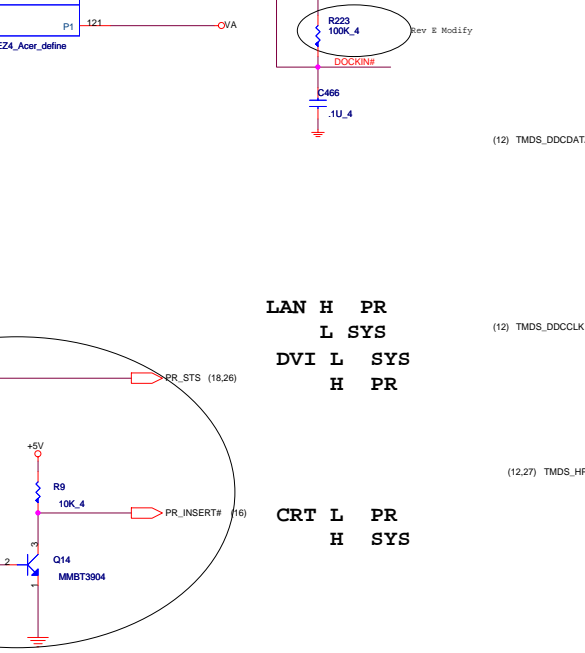 P1 121 VA
EZ4_Acer_define
R223
100K_4
Rev E Modify
DOCKIN#
C466
.1U_4
(12) TMDS_DDCDAT
LAN H PR
L SYS
(12) TMDS_DDCCLK
DVI L SYS
H PR
PR_STS (18,26)
+5V
R9
10K_4
(12,27) TMDS_HP
PR_INSERT# (16)
CRT L PR
H SYS
3
2
Q14
MMBT3904
1